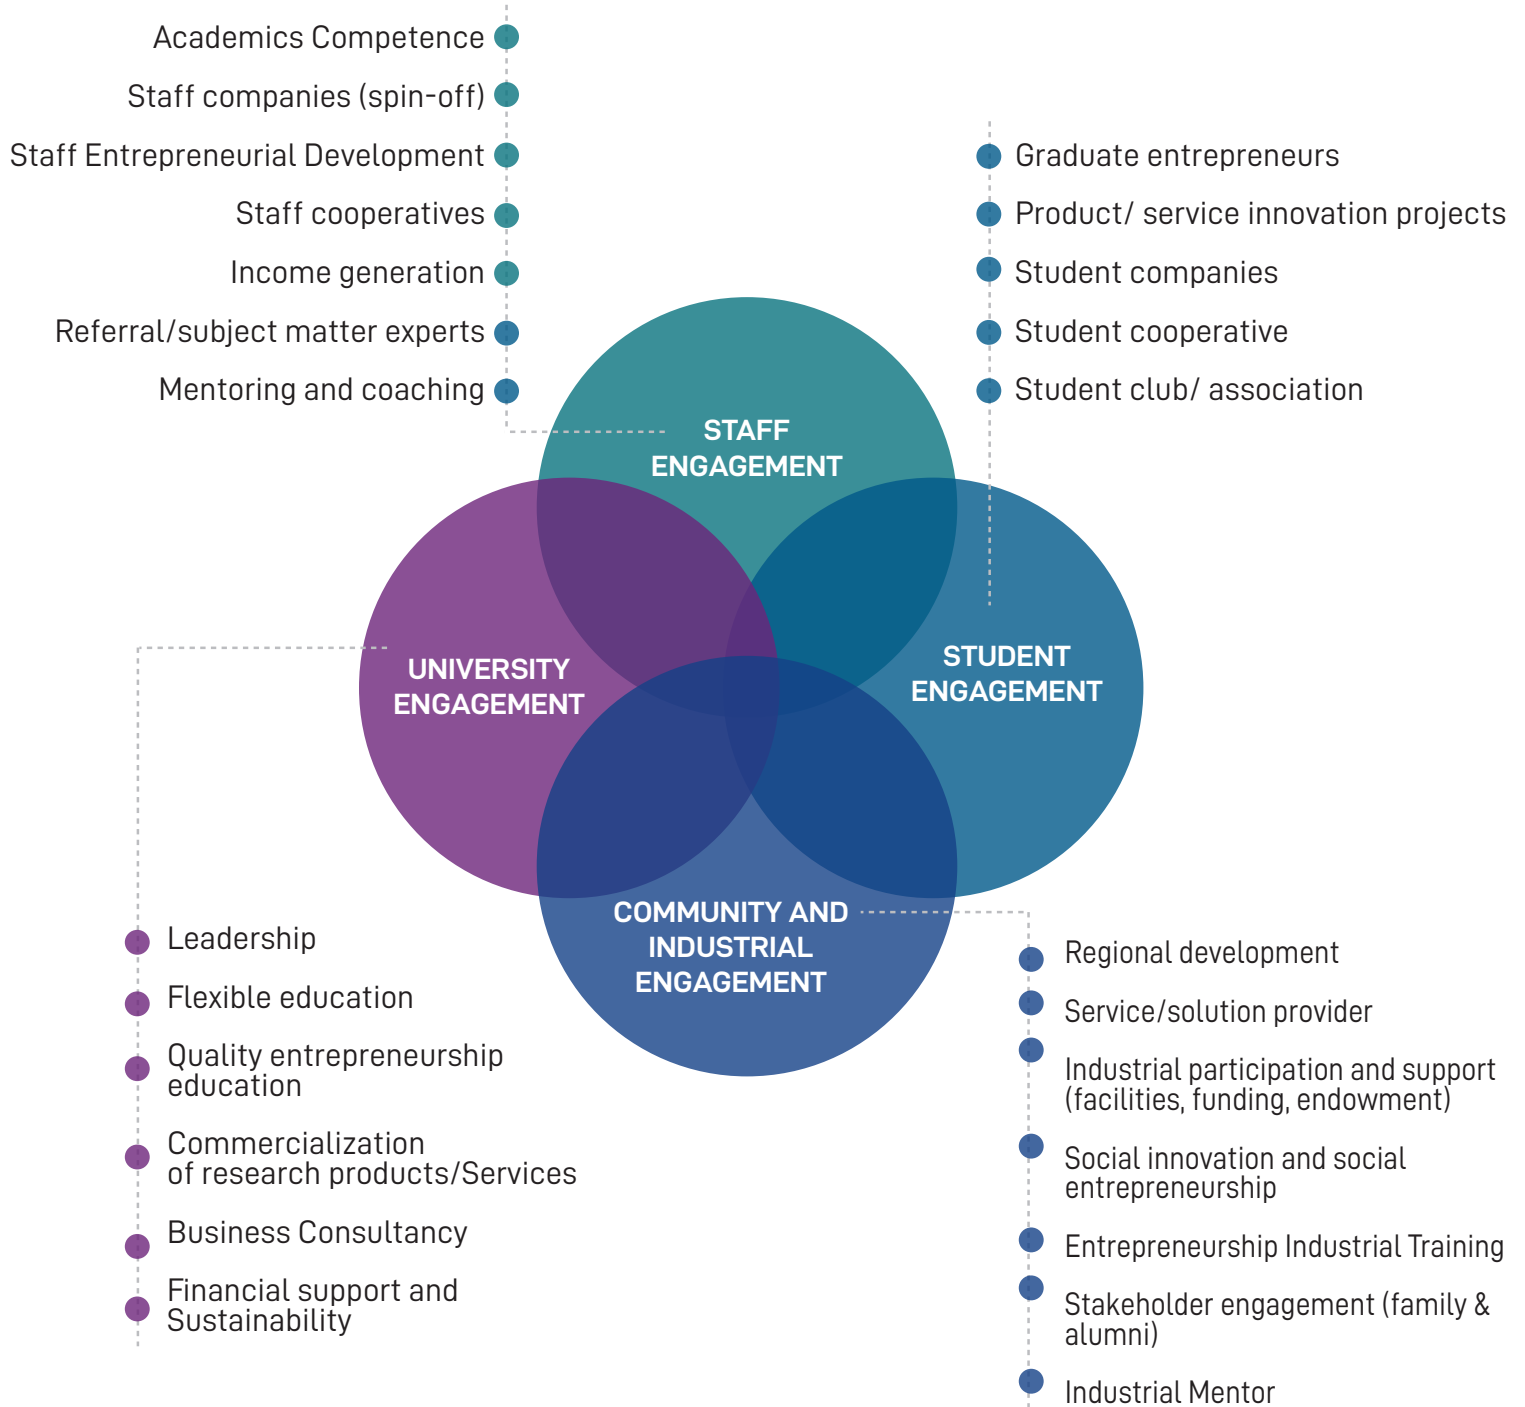 Academics Competence
Staff companies (spin-off)
Staff Entrepreneurial Development
Staff cooperatives
Income generation
Referral/subject matter experts
Mentoring and coaching
Graduate entrepreneurs
Product/ service innovation projects
Student companies
Student cooperative
Student club/ association
STAFF
ENGAGEMENT
UNIVERSITY
ENGAGEMENT
STUDENT
ENGAGEMENT
COMMUNITY AND
INDUSTRIAL
ENGAGEMENT
Leadership
Flexible education
Quality entrepreneurship
education
Commercialization
of research products/Services
Business Consultancy
Financial support and
Sustainability
Regional development
Service/solution provider
Industrial participation and support
(facilities, funding, endowment)
Social innovation and social
entrepreneurship
Entrepreneurship Industrial Training
Stakeholder engagement (family &
alumni)
Industrial Mentor